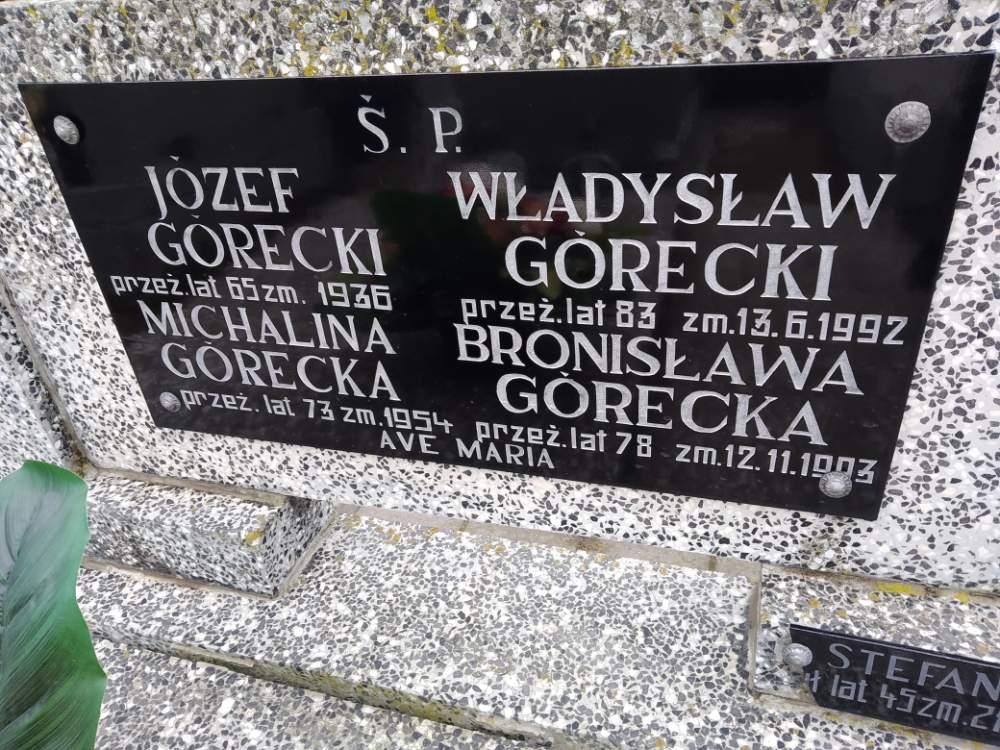 Ś. P.
JÓZEF
GÓRECKI
przeż. lat 65 zm. 1936
MICHALINA
GÓRECKA
przeż. lat 73 zm. 1954
WŁADYSŁAW
GÓRECKI
przeż. lat 83 zm. 13.6.1992
BRONISŁAWA
GÓRECKA
przeż. lat 78 zm. 12.11.1993
AVE MARIA
STEFAN
lat 45 zm.